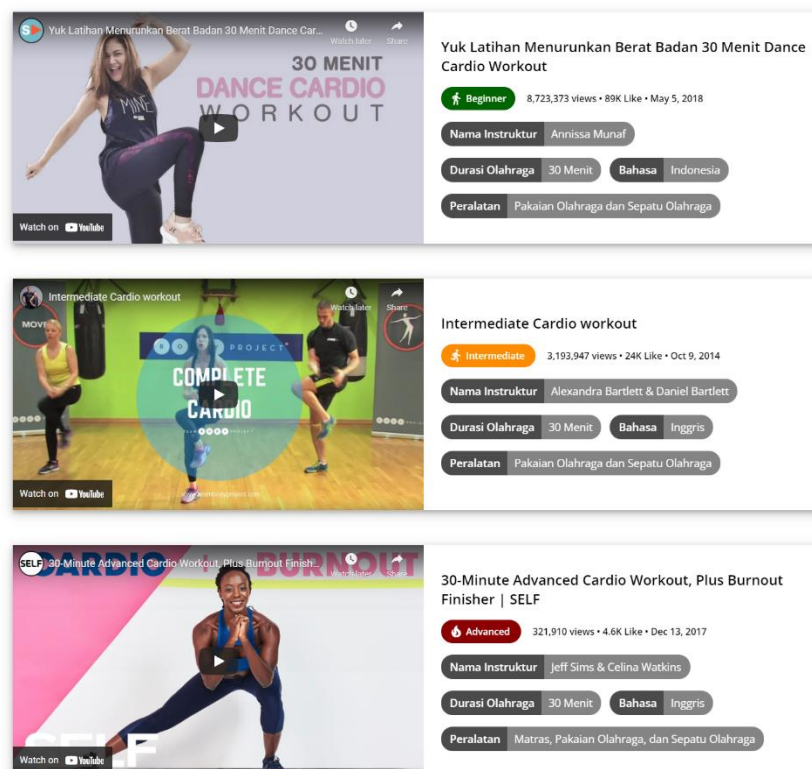 Yuk Latihan Menurunkan Berat Badan 30 Menit Dance Car...
Watch later
Share
30 MENIT
DANCE CARDIO
WORKOUT
MINE
Watch on YouTube
Yuk Latihan Menurunkan Berat Badan 30 Menit Dance
Cardio Workout
Beginner 8,723,373 views • 89K Like • May 5, 2018
Nama Instruktur Annissa Munaf
Durasi Olahraga 30 Menit Bahasa Indonesia
Peralatan Pakaian Olahraga dan Sepatu Olahraga
Intermediate Cardio workout
Watch later
Share
MOVE
BODY PROJECT
COMPLETE
CARDIO
Watch on YouTube
Intermediate Cardio workout
Intermediate 3,193,947 views • 24K Like • Oct 9, 2014
Nama Instruktur Alexandra Bartlett & Daniel Bartlett
Durasi Olahraga 30 Menit Bahasa Inggris
Peralatan Pakaian Olahraga dan Sepatu Olahraga
SELF 30-Minute Advanced Cardio Workout, Plus Burnout Finish...
Watch later
Share
CARDIO + BURNOUT
SELF
Watch on YouTube
30-Minute Advanced Cardio Workout, Plus Burnout
Finisher | SELF
Advanced 321,910 views • 4.6K Like • Dec 13, 2017
Nama Instruktur Jeff Sims & Celina Watkins
Durasi Olahraga 30 Menit Bahasa Inggris
Peralatan Matras, Pakaian Olahraga, dan Sepatu Olahraga